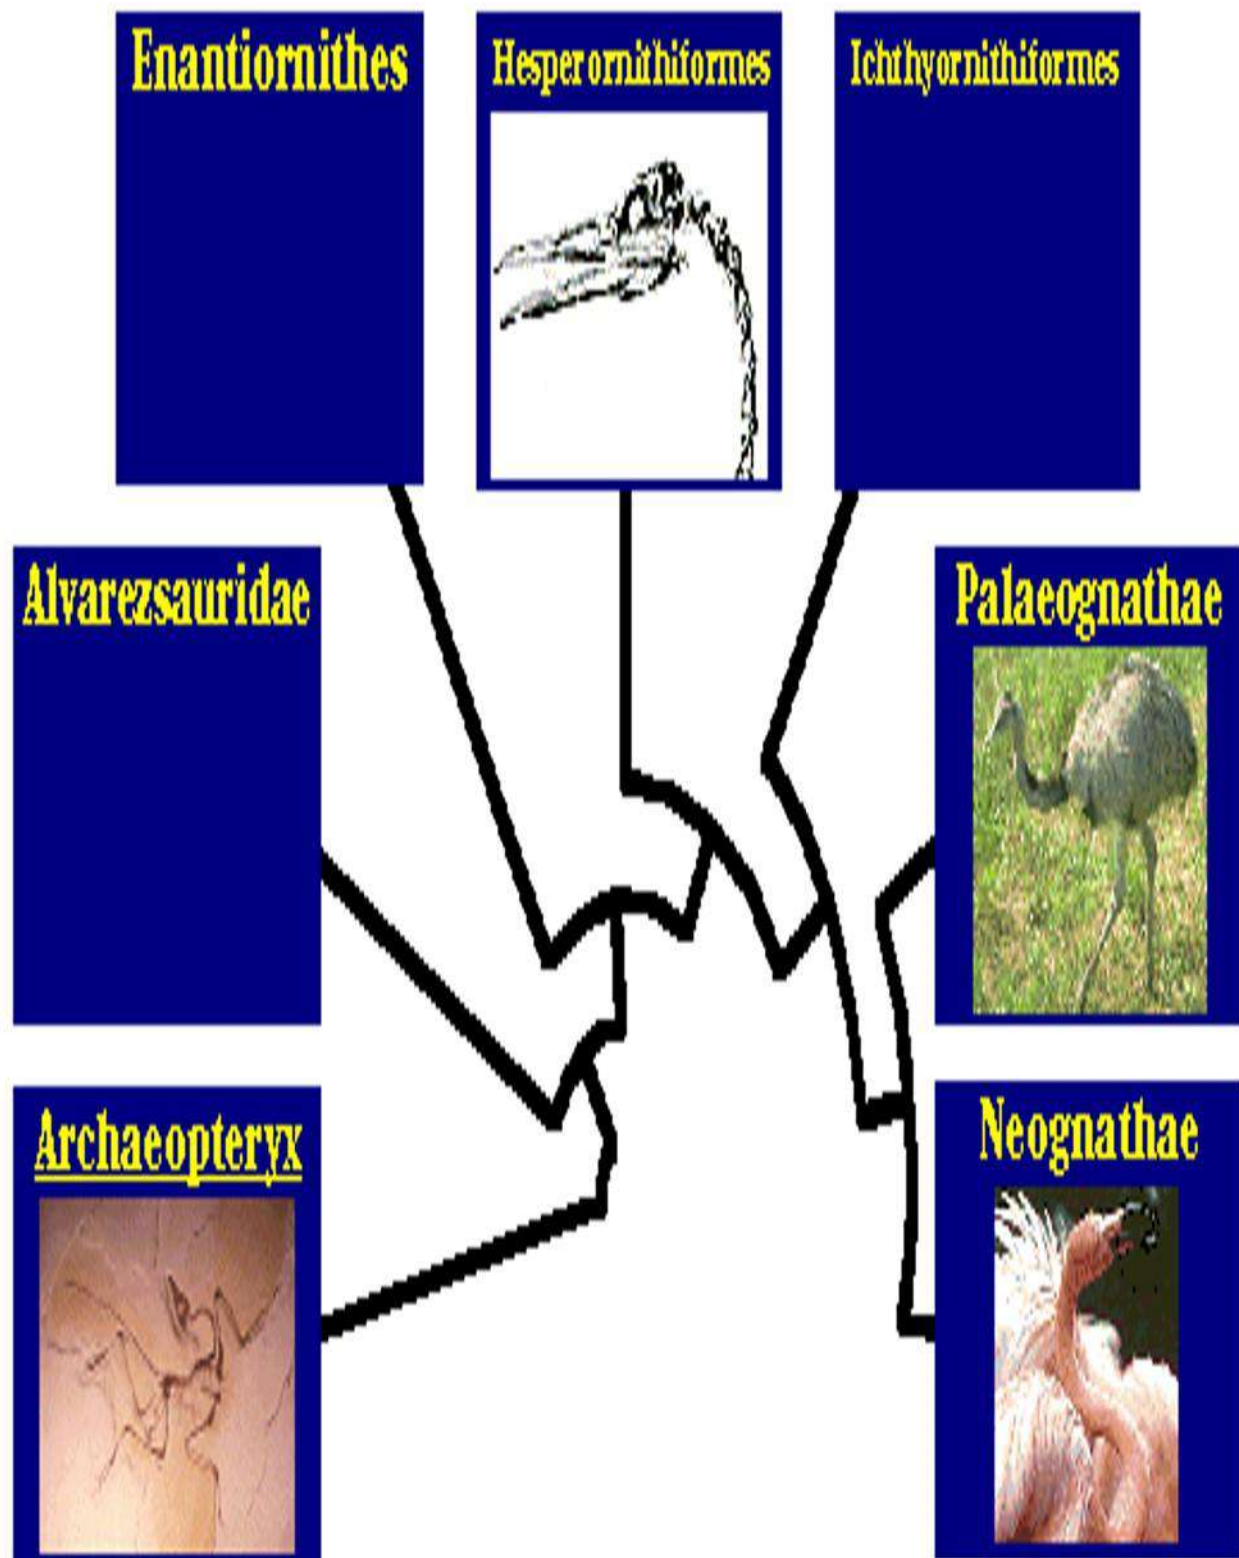 Enantiornithes
Hesperornithiformes
Ichthyornithiformes
Alvarezsauridae
Palaeognathae
Archaeopteryx
Neognathae